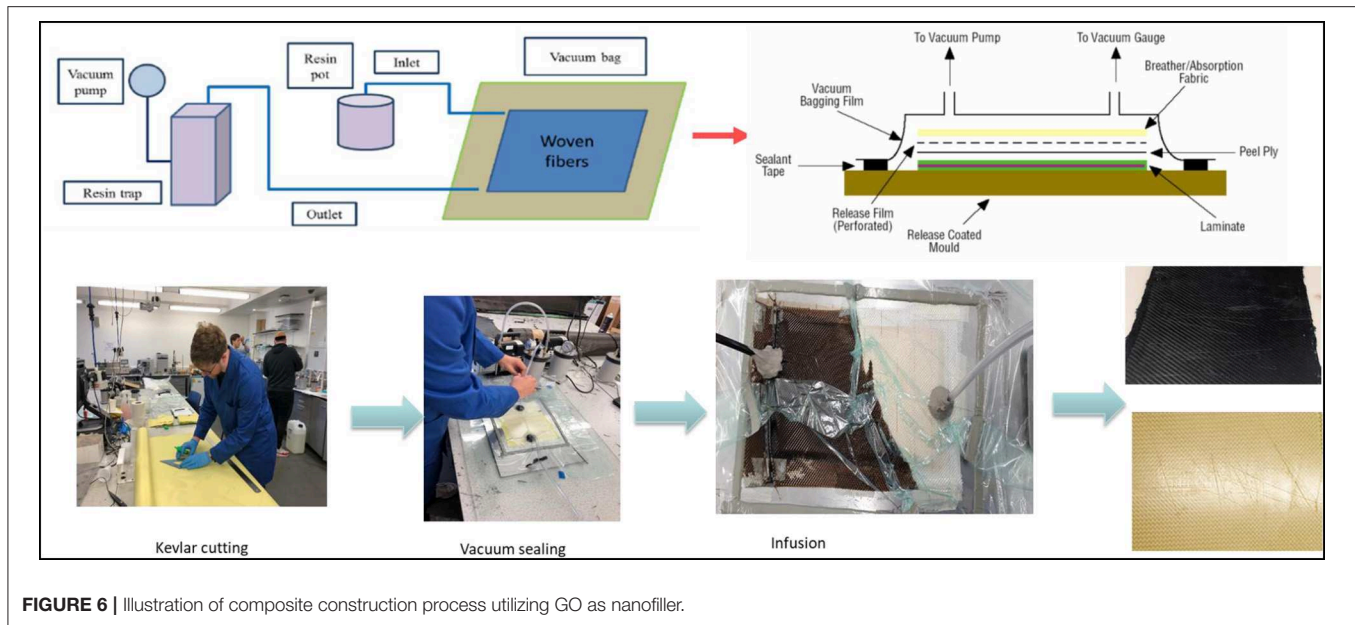 Vacuum
pump
Resin
pot
Inlet
Vacuum bag
Woven
fibers
Resin trap
Outlet
To Vacuum Pump
To Vacuum Gauge
Breather/Absorption
Fabric
Vacuum
Bagging Film
Sealant
Tape
Peel Ply
Release Film
(Perforated)
Release Coated
Mould
Laminate
Kevlar cutting
Vacuum sealing
Infusion
FIGURE 6 | Illustration of composite construction process utilizing GO as nanofiller.